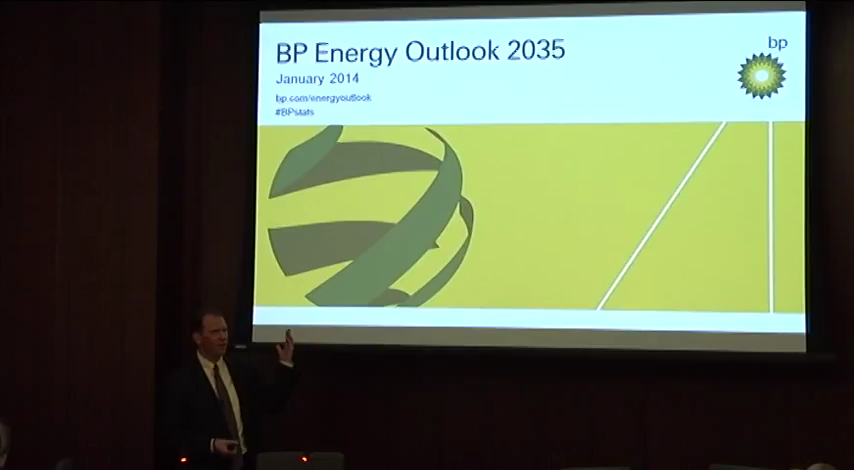 BP Energy Outlook 2035
January 2014
bp.com/energyoutlook
#BPstats
bp